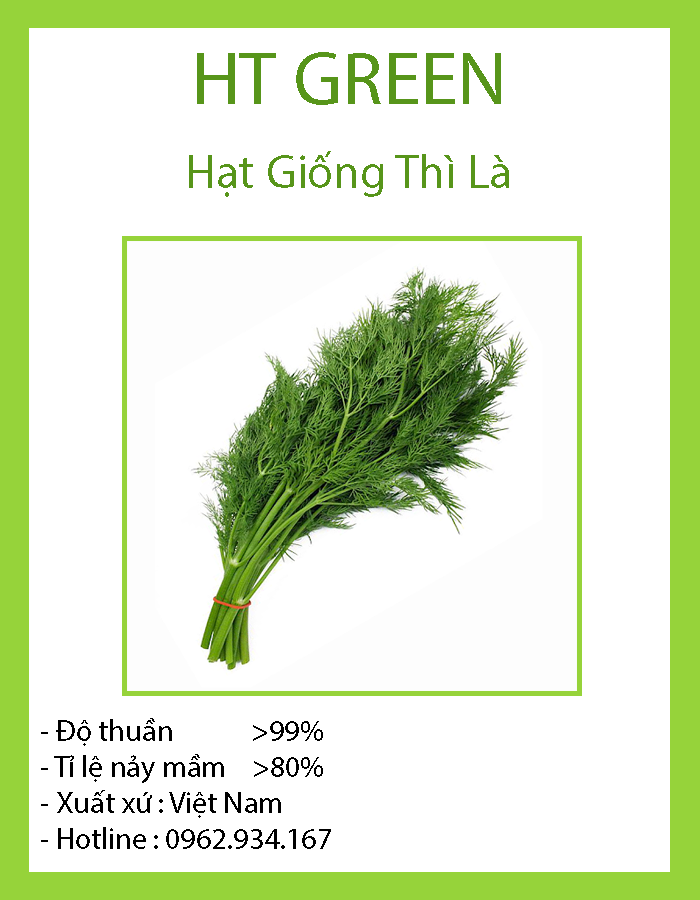 HT GREEN
Hạt Giống Thì Là
- Độ thuần >99%
- Tỉ lệ nảy mầm >80%
- Xuất xứ : Việt Nam
- Hotline : 0962.934.167